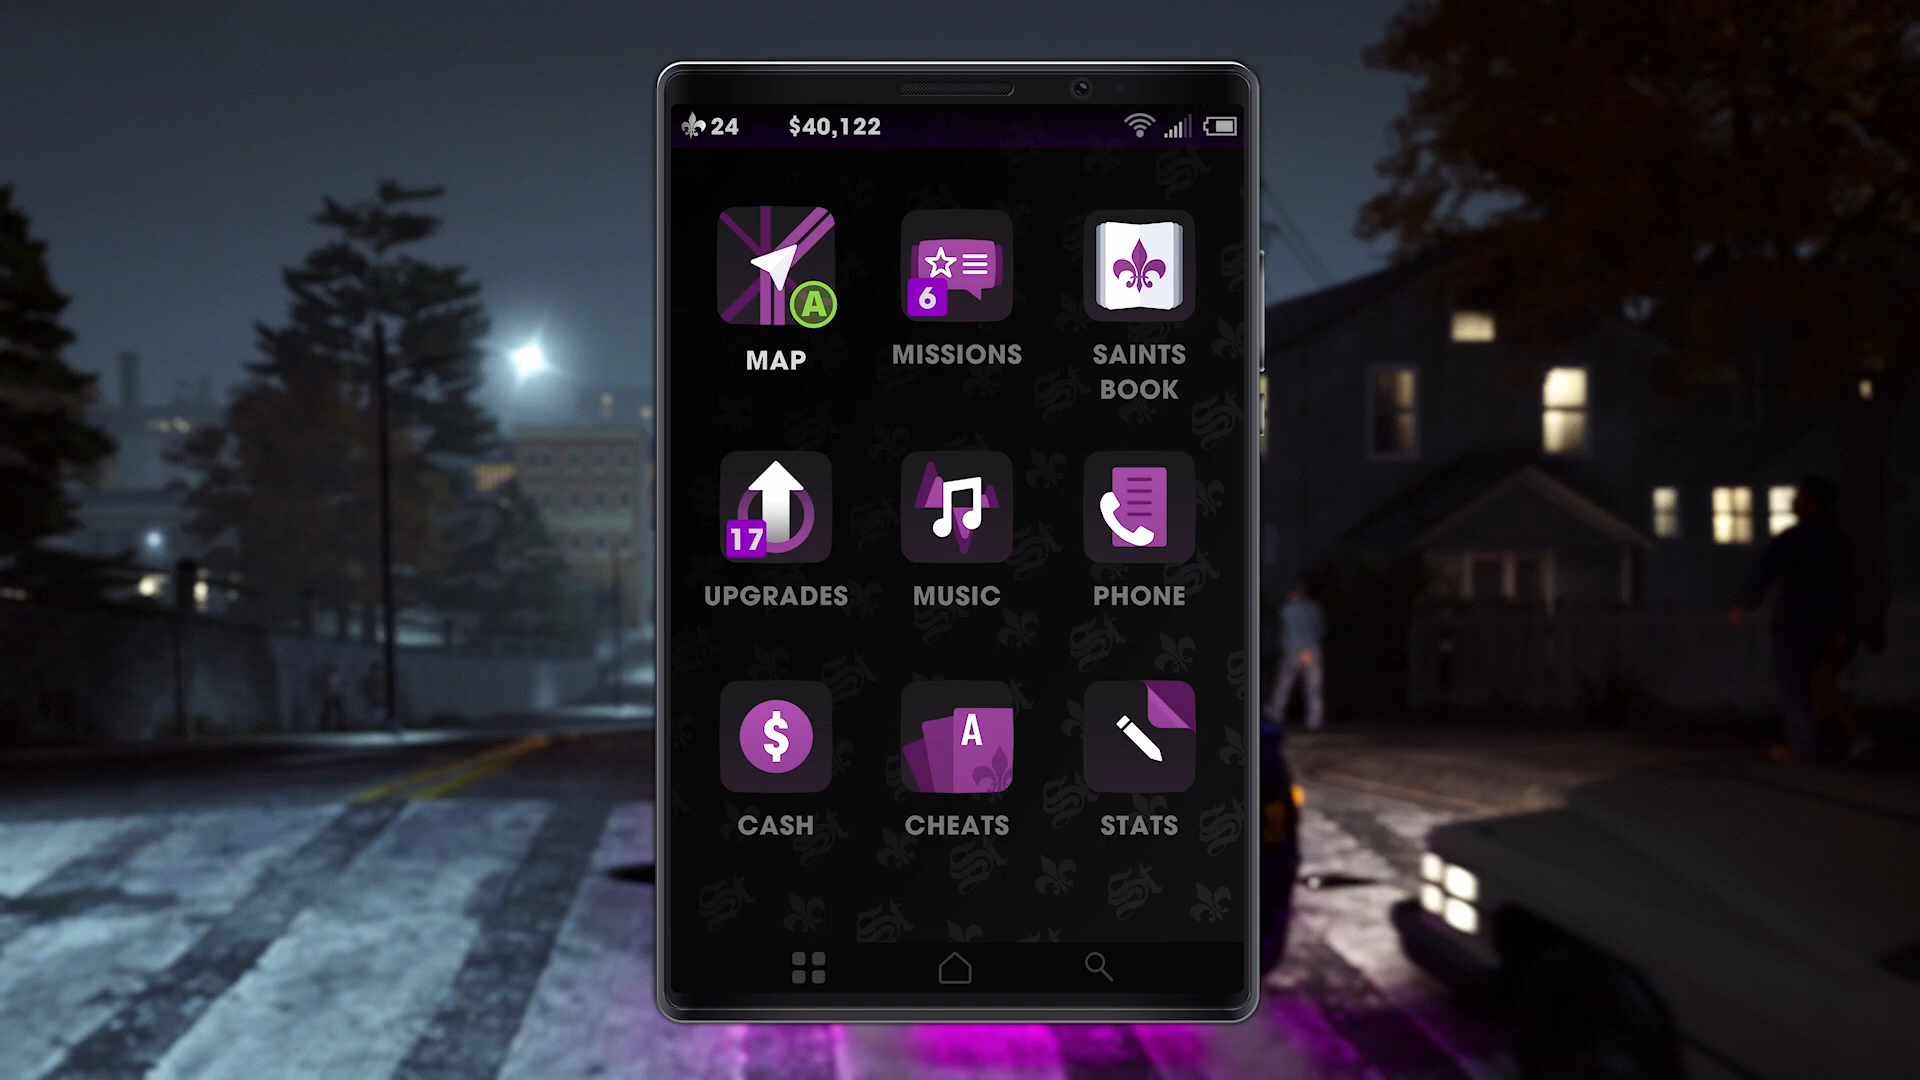 24 $40,122
A
MAP
6
MISSIONS
SAINTS
BOOK
17
UPGRADES
MUSIC
PHONE
$
CASH
A
CHEATS
STATS